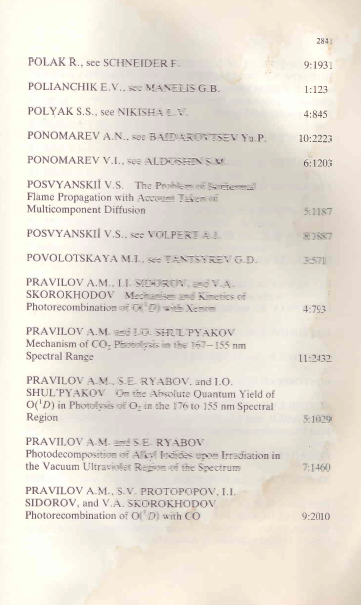 2841
POLAK R., see SCHNEIDER F. 9:1931
POLIANCHIK E.V., see MANELIS G.B. 1:123
POLYAK S.S., see NIKISHA L.V. 4:845
PONOMAREV A.N., see BAIDAROVTSEV Yu.P. 10:2223
PONOMAREV V.I., see ALDOSHIN S.M. 6:1203
POSVYANSKIĬ V.S. The Problem of Isothermal
Flame Propagation with Account Taken of
Multicomponent Diffusion 5:1187
POSVYANSKIĬ V.S., see VOLPERT A.I. 8:1887
POVOLOTSKAYA M.I., see TANTSYREV G.D. 3:571
PRAVILOV A.M., I.I. SIDOROV, and V.A.
SKOROKHODOV Mechanism and Kinetics of
Photorecombination of O(¹D) with Xenon 4:793
PRAVILOV A.M. and I.O. SHUL'PYAKOV
Mechanism of CO₂ Photolysis in the 167–155 nm
Spectral Range 11:2432
PRAVILOV A.M., S.E. RYABOV, and I.O.
SHUL'PYAKOV On the Absolute Quantum Yield of
O(¹D) in Photolysis of O₂ in the 176 to 155 nm Spectral
Region 5:1029
PRAVILOV A.M. and S.E. RYABOV
Photodecomposition of Alkyl Iodides upon Irradiation in
the Vacuum Ultraviolet Region of the Spectrum 7:1460
PRAVILOV A.M., S.V. PROTOPOPOV, I.I.
SIDOROV, and V.A. SKOROKHODOV
Photorecombination of O(¹D) with CO 9:2010